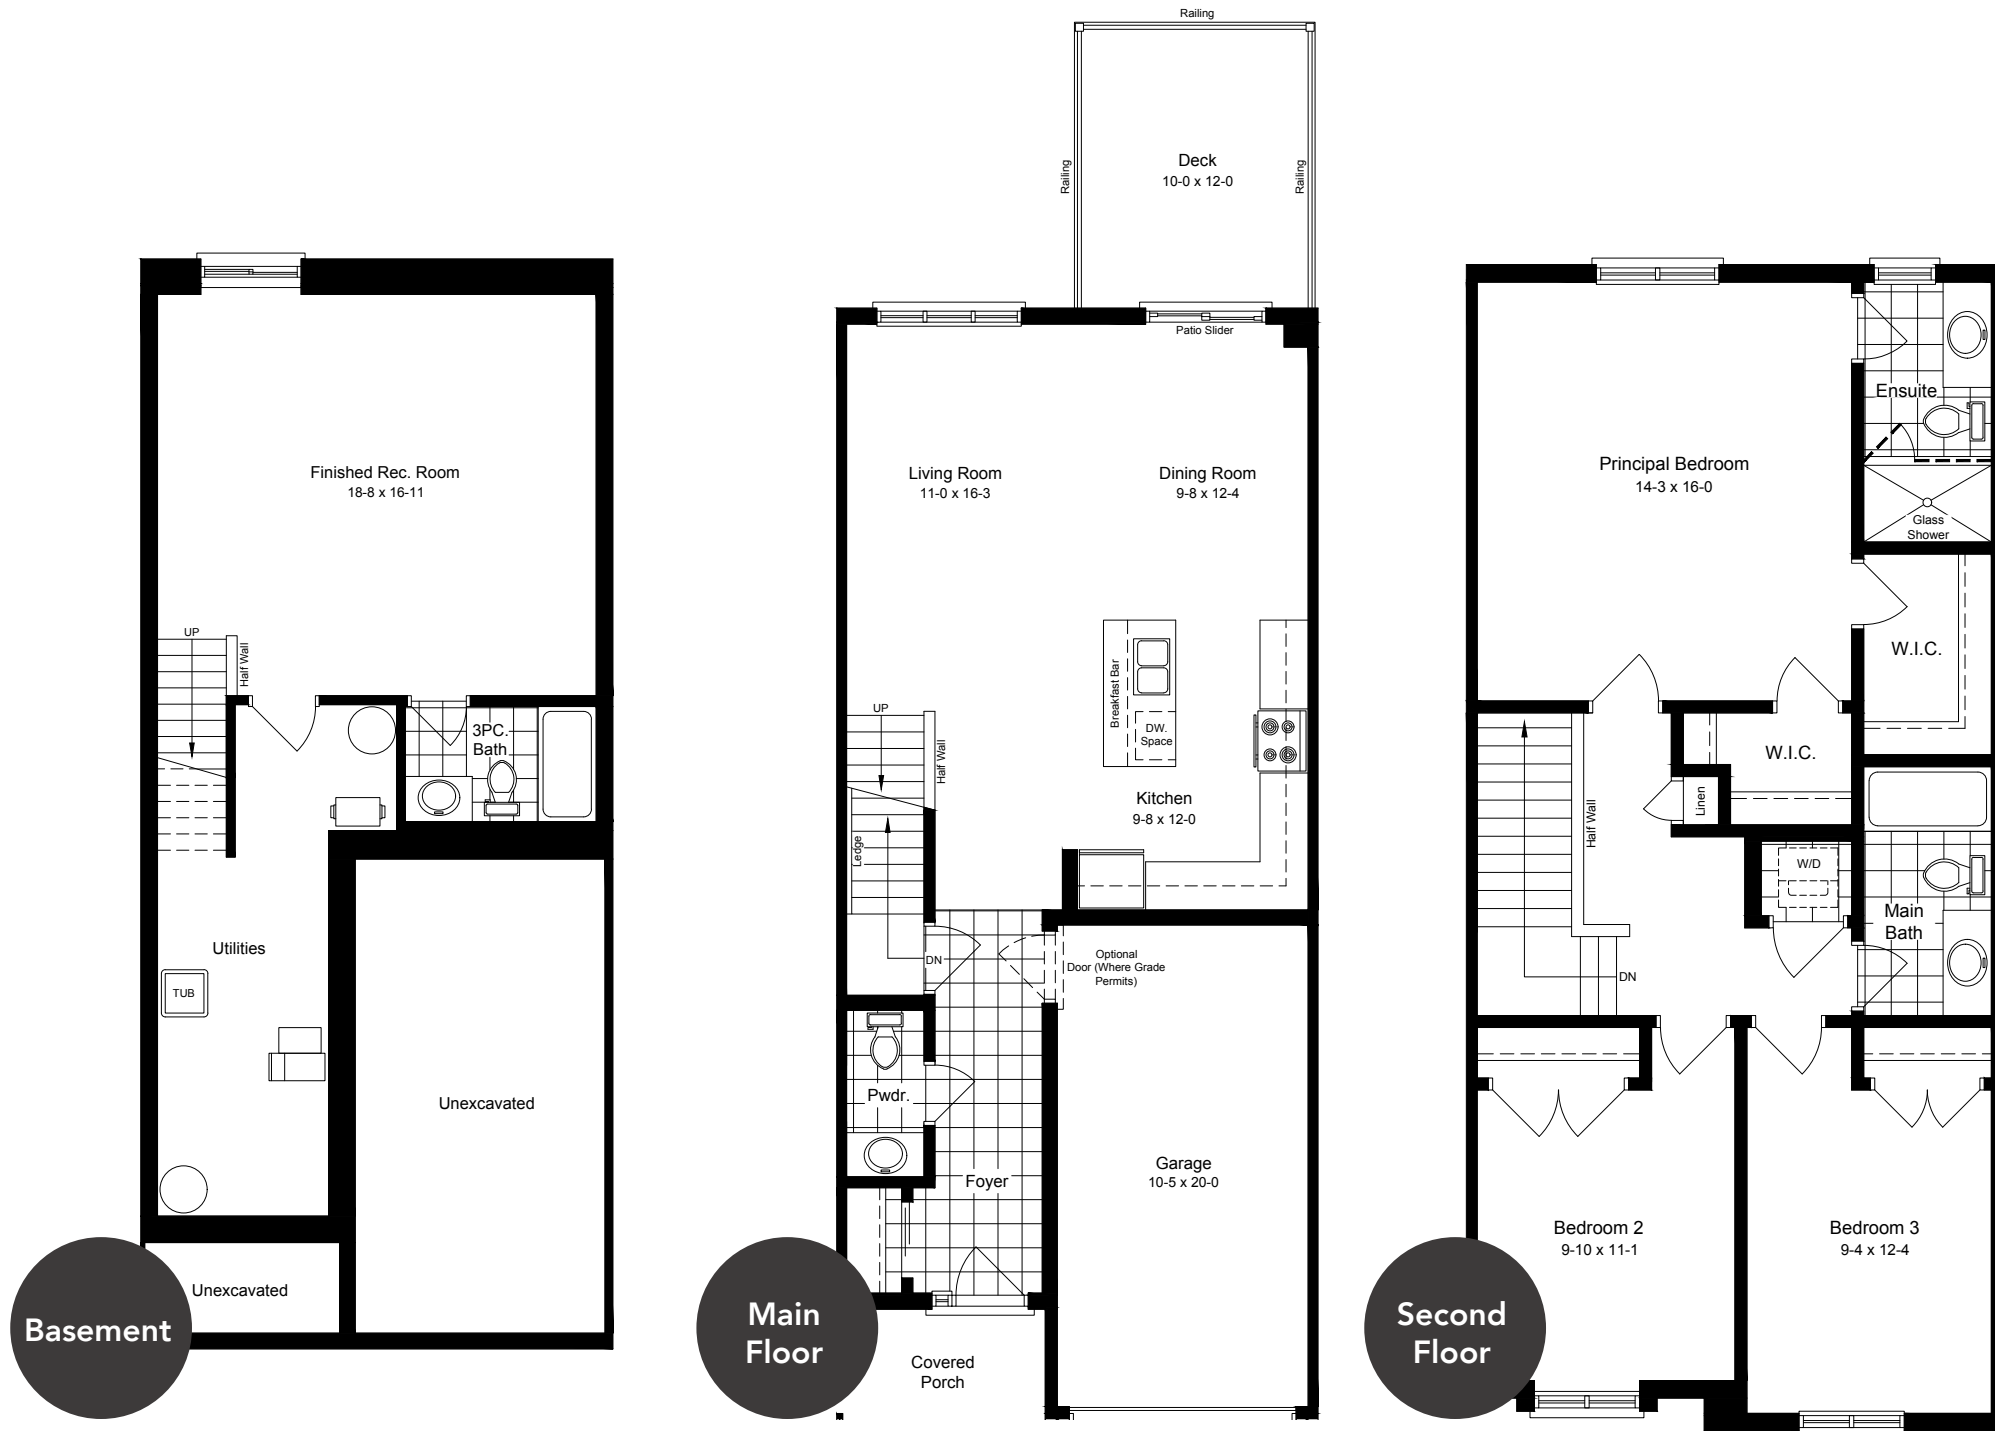 Finished Rec. Room
18-8 x 16-11
UP
Half Wall
3PC.
Bath
Utilities
TUB
Unexcavated
Unexcavated
Basement
Railing
Railing
Railing
Deck
10-0 x 12-0
Patio Slider
Living Room
11-0 x 16-3
Dining Room
9-8 x 12-4
Breakfast Bar
DW.
Space
UP
Half Wall
Kitchen
9-8 x 12-0
Ledge
DN
Optional
Door (Where Grade
Permits)
Pwdr.
Foyer
Garage
10-5 x 20-0
Covered
Porch
Main
Floor
Ensuite
Principal Bedroom
14-3 x 16-0
Glass
Shower
W.I.C.
W.I.C.
Linen
Half Wall
W/D
Main
Bath
DN
Bedroom 2
9-10 x 11-1
Bedroom 3
9-4 x 12-4
Second
Floor